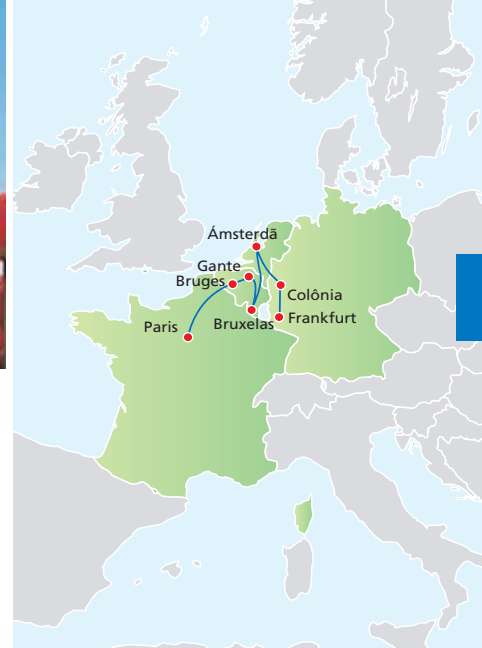 Ámsterdã
Gante
Bruges
Colônia
Paris
Bruxelas
Frankfurt